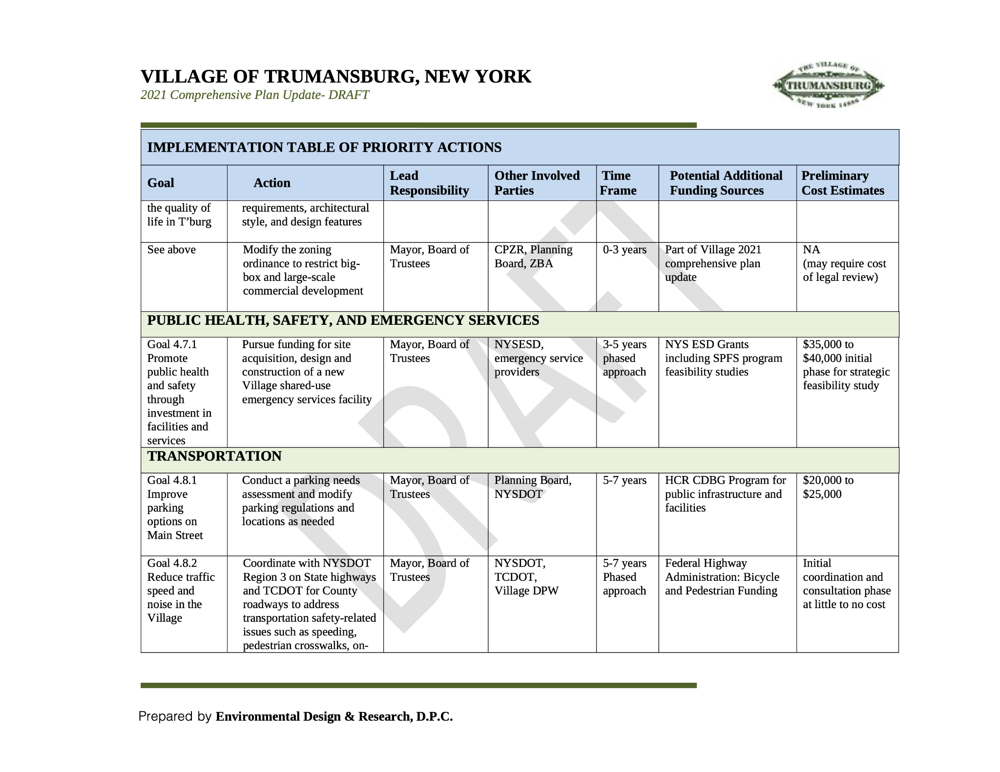 VILLAGE OF TRUMANSBURG, NEW YORK
2021 Comprehensive Plan Update- DRAFT
THE VILLAGE OF
TRUMANSBURG
NEW YORK 14886
IMPLEMENTATION TABLE OF PRIORITY ACTIONS
Goal
Action
Lead
Responsibility
Other Involved
Parties
Time
Frame
Potential Additional
Funding Sources
Preliminary
Cost Estimates
the quality of
life in T’burg
requirements, architectural
style, and design features
See above
Modify the zoning
ordinance to restrict big-
box and large-scale
commercial development
Mayor, Board of
Trustees
CPZR, Planning
Board, ZBA
0-3 years
Part of Village 2021
comprehensive plan
update
NA
(may require cost
of legal review)
PUBLIC HEALTH, SAFETY, AND EMERGENCY SERVICES
Goal 4.7.1
Promote
public health
and safety
through
investment in
facilities and
services
Pursue funding for site
acquisition, design and
construction of a new
Village shared-use
emergency services facility
Mayor, Board of
Trustees
NYSESD,
emergency service
providers
3-5 years
phased
approach
NYS ESD Grants
including SPFS program
feasibility studies
$35,000 to
$40,000 initial
phase for strategic
feasibility study
TRANSPORTATION
Goal 4.8.1
Improve
parking
options on
Main Street
Conduct a parking needs
assessment and modify
parking regulations and
locations as needed
Mayor, Board of
Trustees
Planning Board,
NYSDOT
5-7 years
HCR CDBG Program for
public infrastructure and
facilities
$20,000 to
$25,000
Goal 4.8.2
Reduce traffic
speed and
noise in the
Village
Coordinate with NYSDOT
Region 3 on State highways
and TCDOT for County
roadways to address
transportation safety-related
issues such as speeding,
pedestrian crosswalks, on-
Mayor, Board of
Trustees
NYSDOT,
TCDOT,
Village DPW
5-7 years
Phased
approach
Federal Highway
Administration: Bicycle
and Pedestrian Funding
Initial
coordination and
consultation phase
at little to no cost
DRAFT
Prepared by Environmental Design & Research, D.P.C.